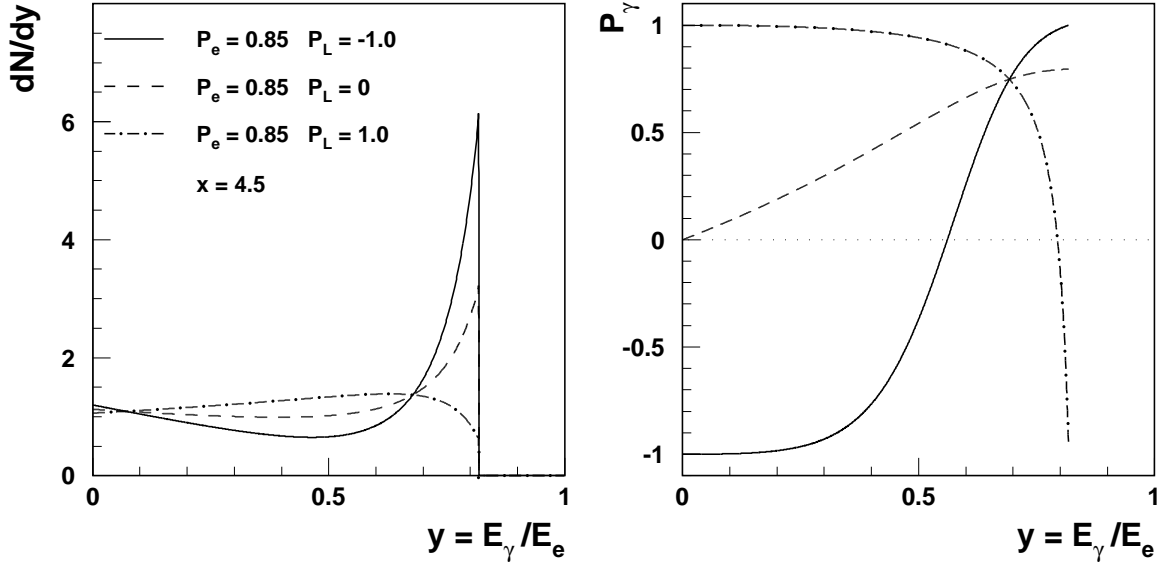 dN/dy
P_e = 0.85 P_L = -1.0
P_e = 0.85 P_L = 0
P_e = 0.85 P_L = 1.0
x = 4.5
6
4
2
0
0 0.5 1
y = E_γ/E_e
P_γ
1
0.5
0
-0.5
-1
0 0.5 1
y = E_γ/E_e